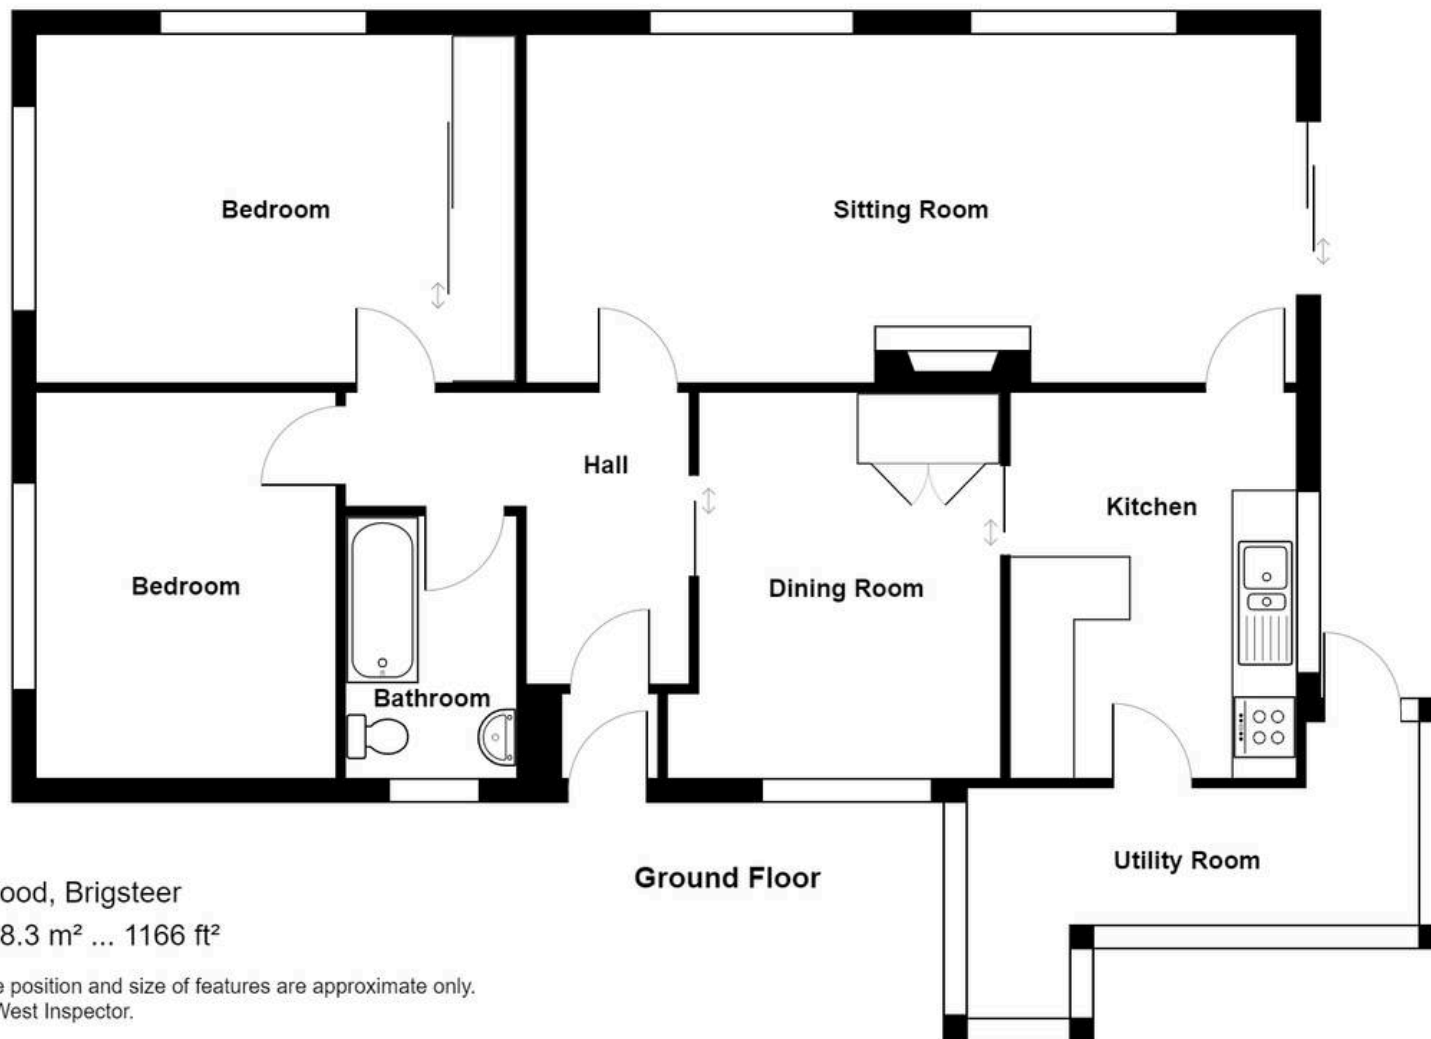 Bedroom
Sitting Room
Hall
Kitchen
Bedroom
Dining Room
Bathroom
Utility Room
Ground Floor
ood, Brigsteer
8.3 m² ... 1166 ft²
position and size of features are approximate only.
West Inspector.